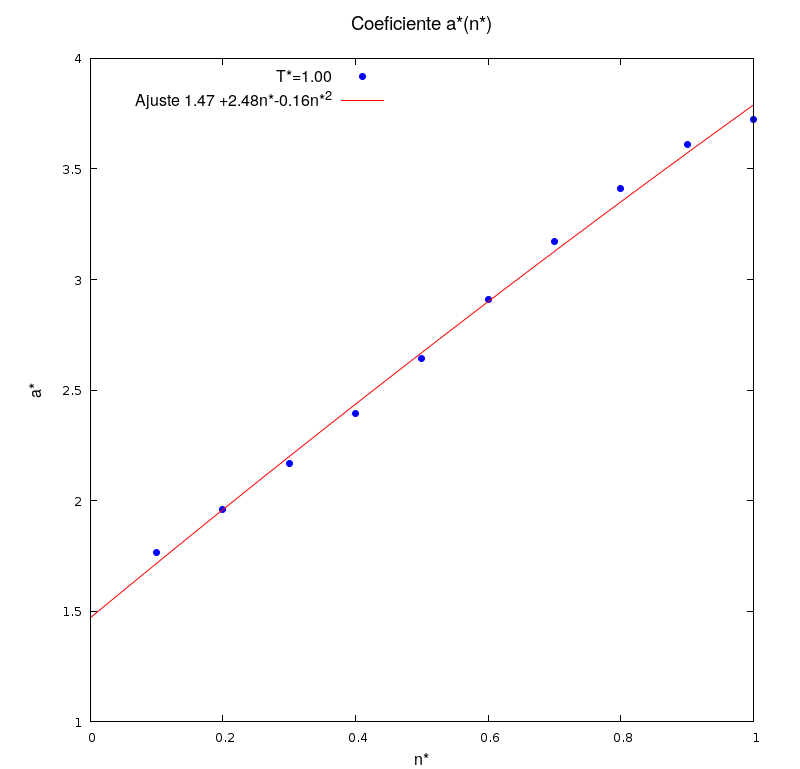 Coeficiente a*(n*)
T*=1.00
Ajuste 1.47 +2.48n*-0.16n*²
4
3.5
3
2.5
2
1.5
1
a*
0 0.2 0.4 0.6 0.8 1
n*